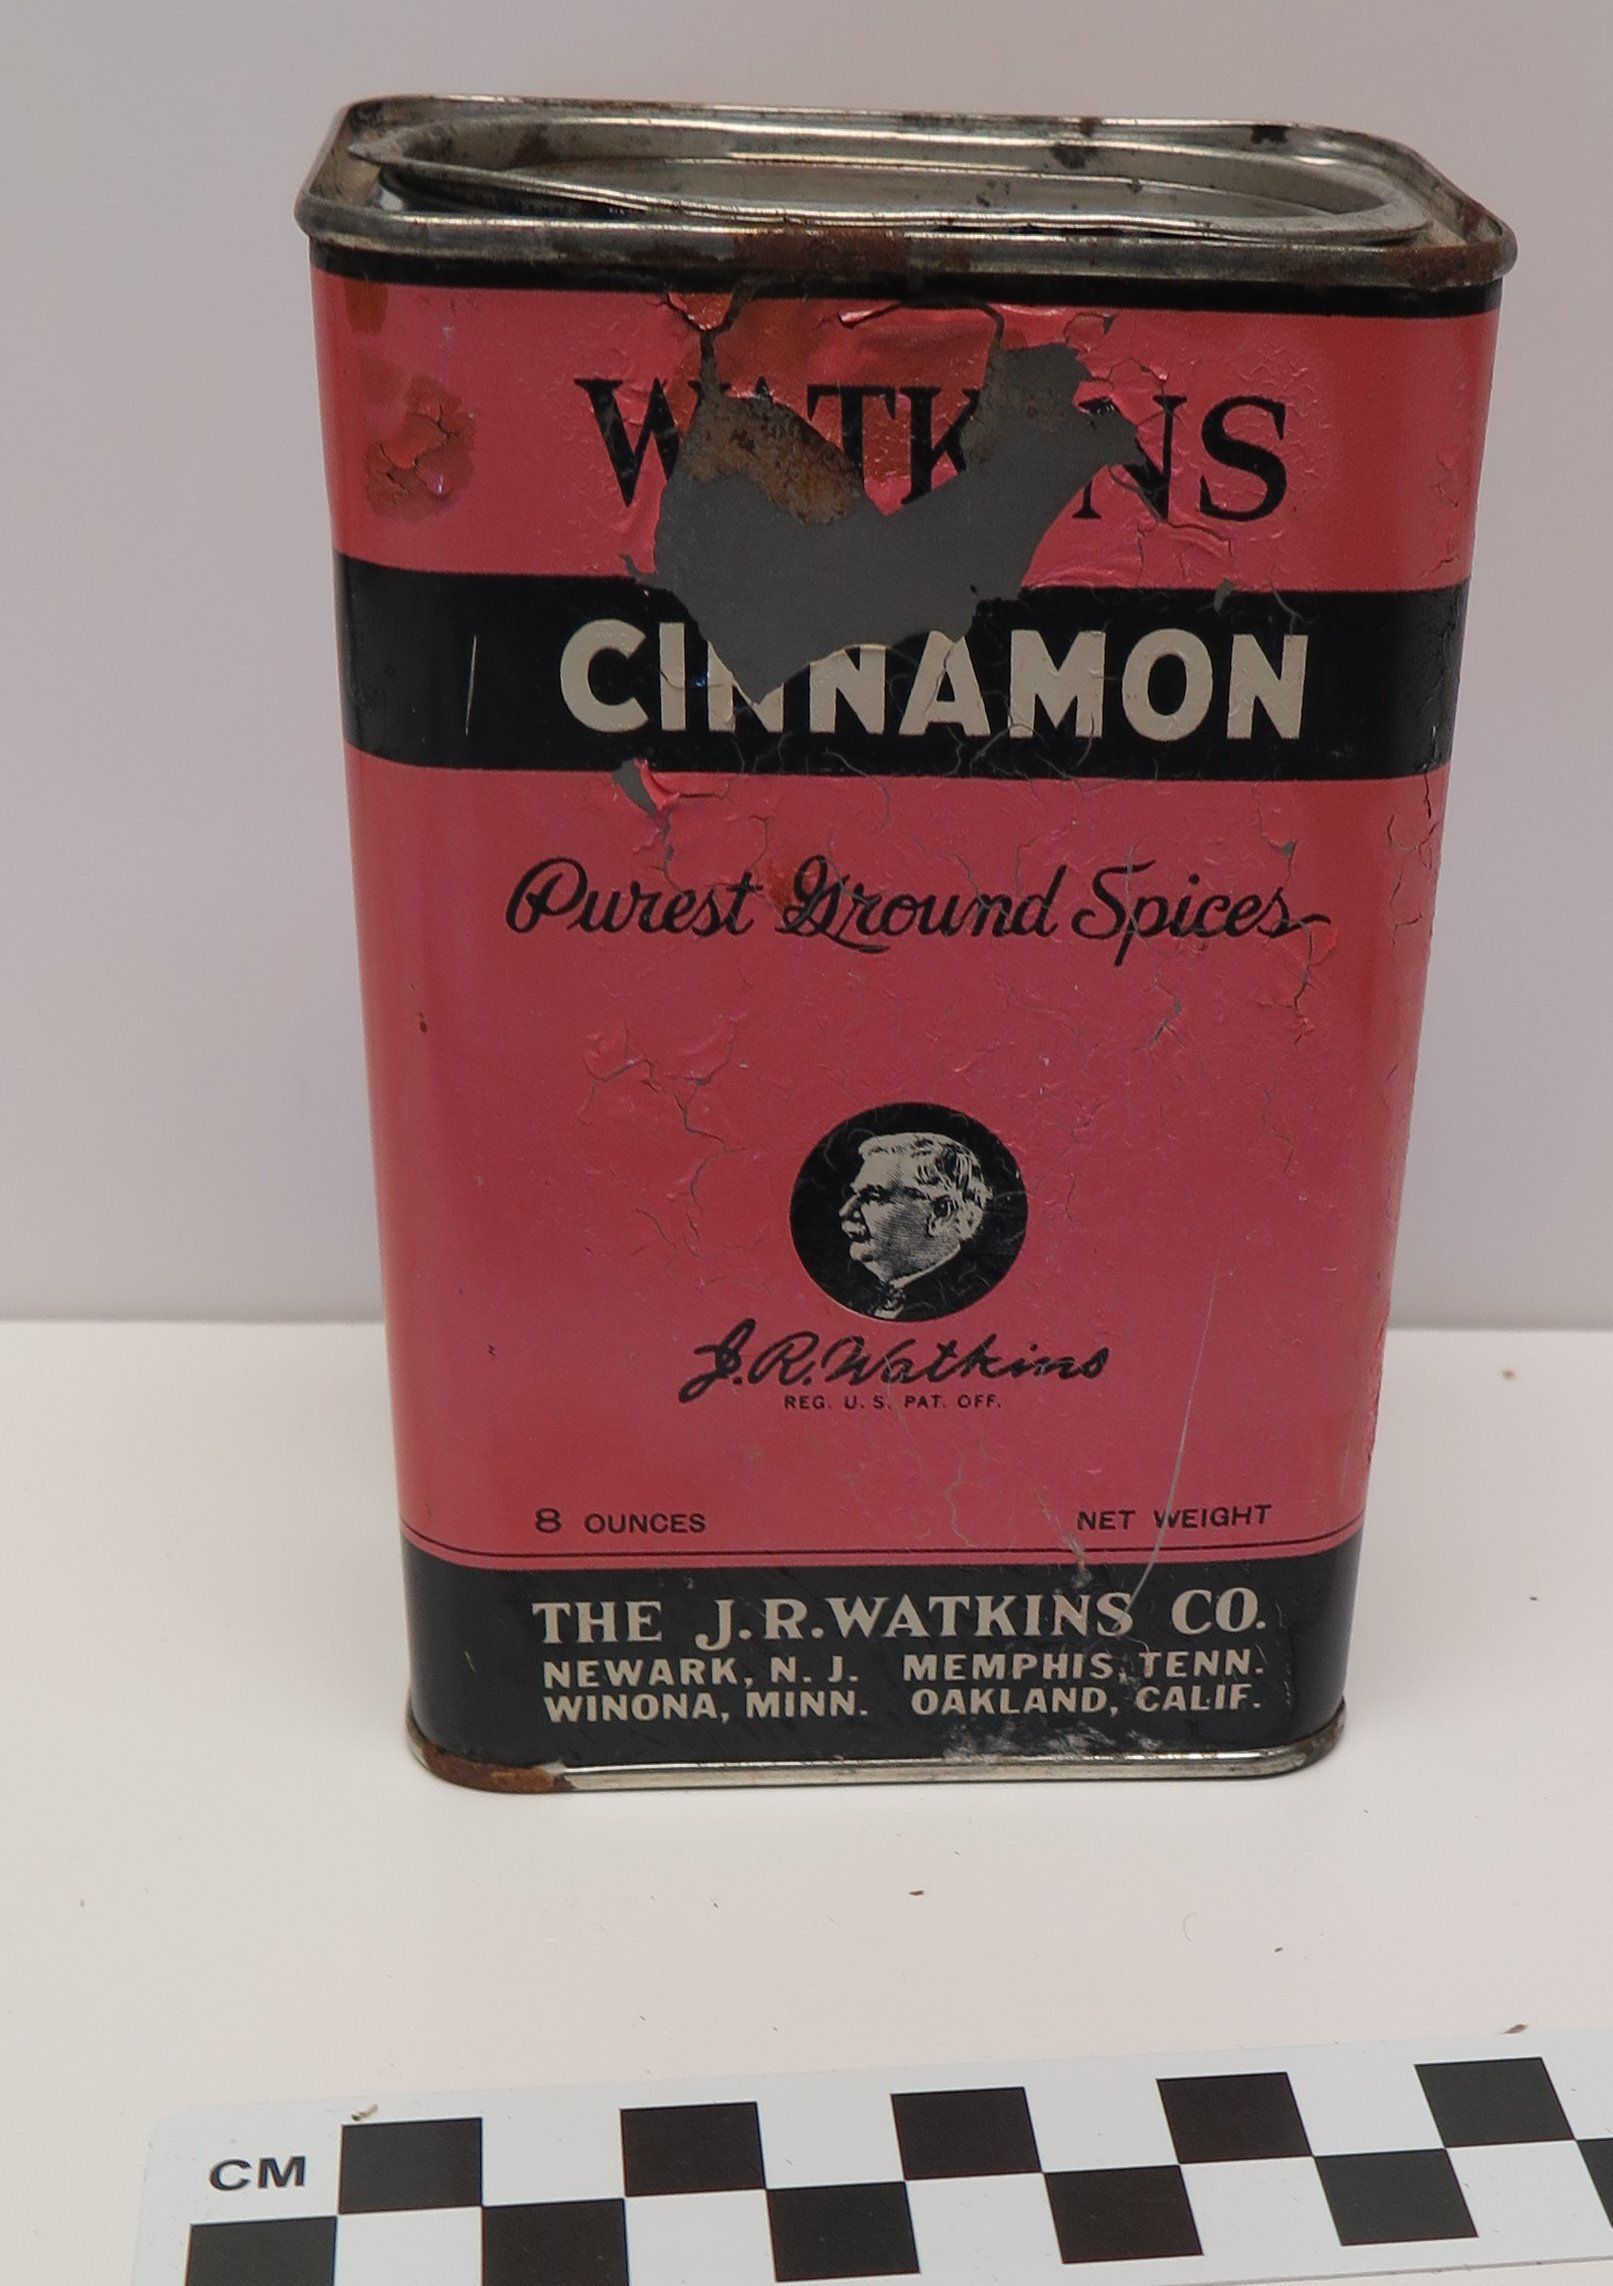 WATKINS
CINNAMON
Purest Ground Spices
J.R. Watkins
REG. U.S. PAT. OFF.
8 OUNCES NET WEIGHT
THE J.R. WATKINS CO.
NEWARK, N. J. MEMPHIS, TENN.
WINONA, MINN. OAKLAND, CALIF.
CM